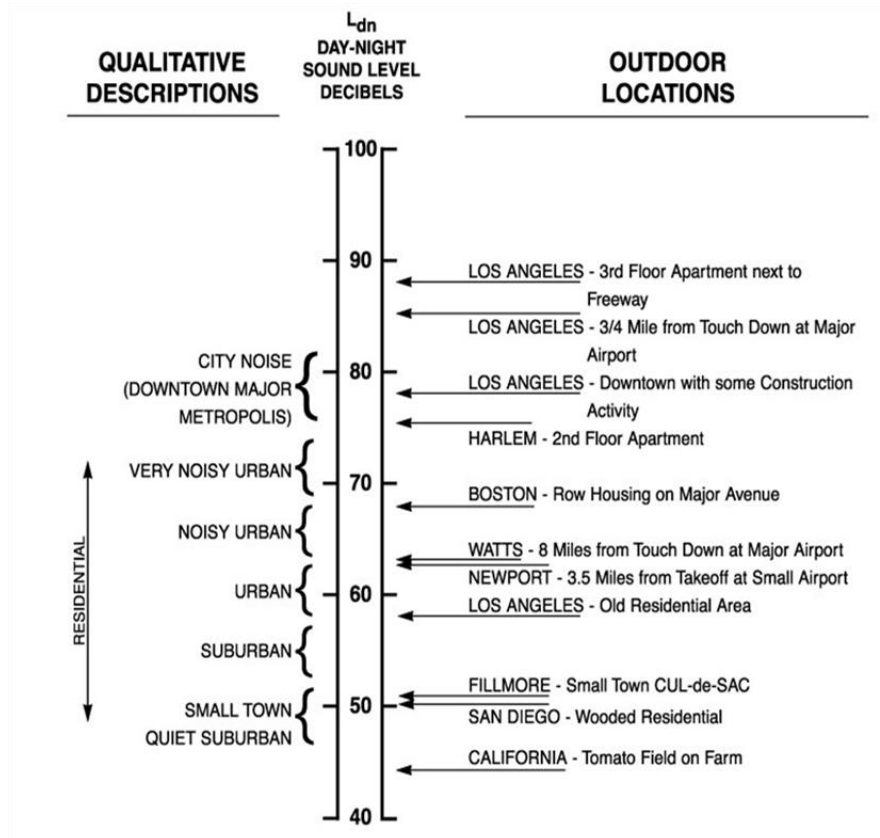 QUALITATIVE
DESCRIPTIONS
Ldn
DAY-NIGHT
SOUND LEVEL
DECIBELS
OUTDOOR
LOCATIONS
100
90
80
70
60
50
40
CITY NOISE
(DOWNTOWN MAJOR
METROPOLIS)
VERY NOISY URBAN
NOISY URBAN
URBAN
SUBURBAN
SMALL TOWN
QUIET SUBURBAN
RESIDENTIAL
LOS ANGELES - 3rd Floor Apartment next to
Freeway
LOS ANGELES - 3/4 Mile from Touch Down at Major
Airport
LOS ANGELES - Downtown with some Construction
Activity
HARLEM - 2nd Floor Apartment
BOSTON - Row Housing on Major Avenue
WATTS - 8 Miles from Touch Down at Major Airport
NEWPORT - 3.5 Miles from Takeoff at Small Airport
LOS ANGELES - Old Residential Area
FILLMORE - Small Town CUL-de-SAC
SAN DIEGO - Wooded Residential
CALIFORNIA - Tomato Field on Farm